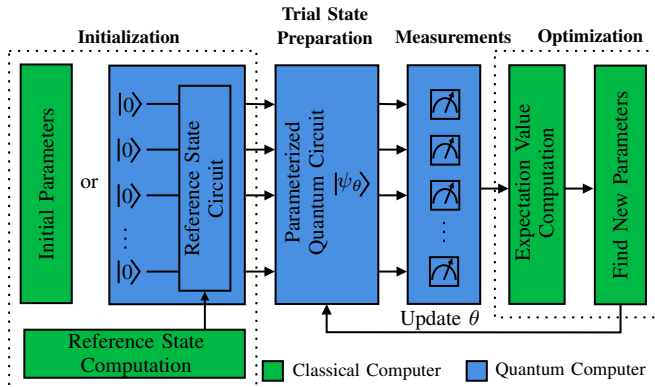 Initialization
Trial State
Preparation
Measurements
Optimization
Initial Parameters
or
|0⟩
|0⟩
|0⟩
...
|0⟩
Reference State
Circuit
Parameterized
Quantum Circuit
|ψθ⟩
...
Expectation Value
Computation
Find New Parameters
Update θ
Reference State
Computation
Classical Computer
Quantum Computer